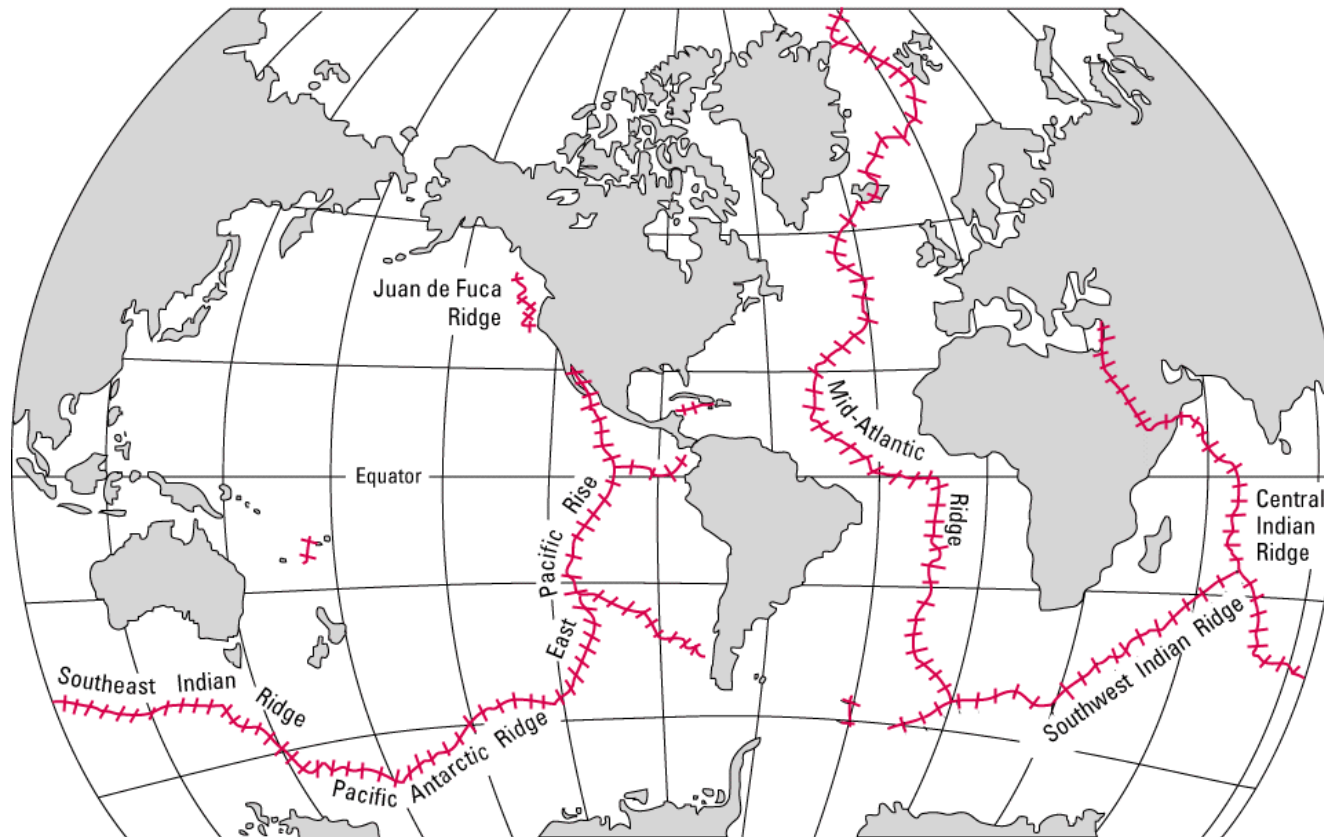 Juan de Fuca
Ridge
Mid-Atlantic
Ridge
Equator
East Pacific Rise
Central
Indian
Ridge
Southeast Indian Ridge
Pacific Antarctic Ridge
Southwest Indian Ridge